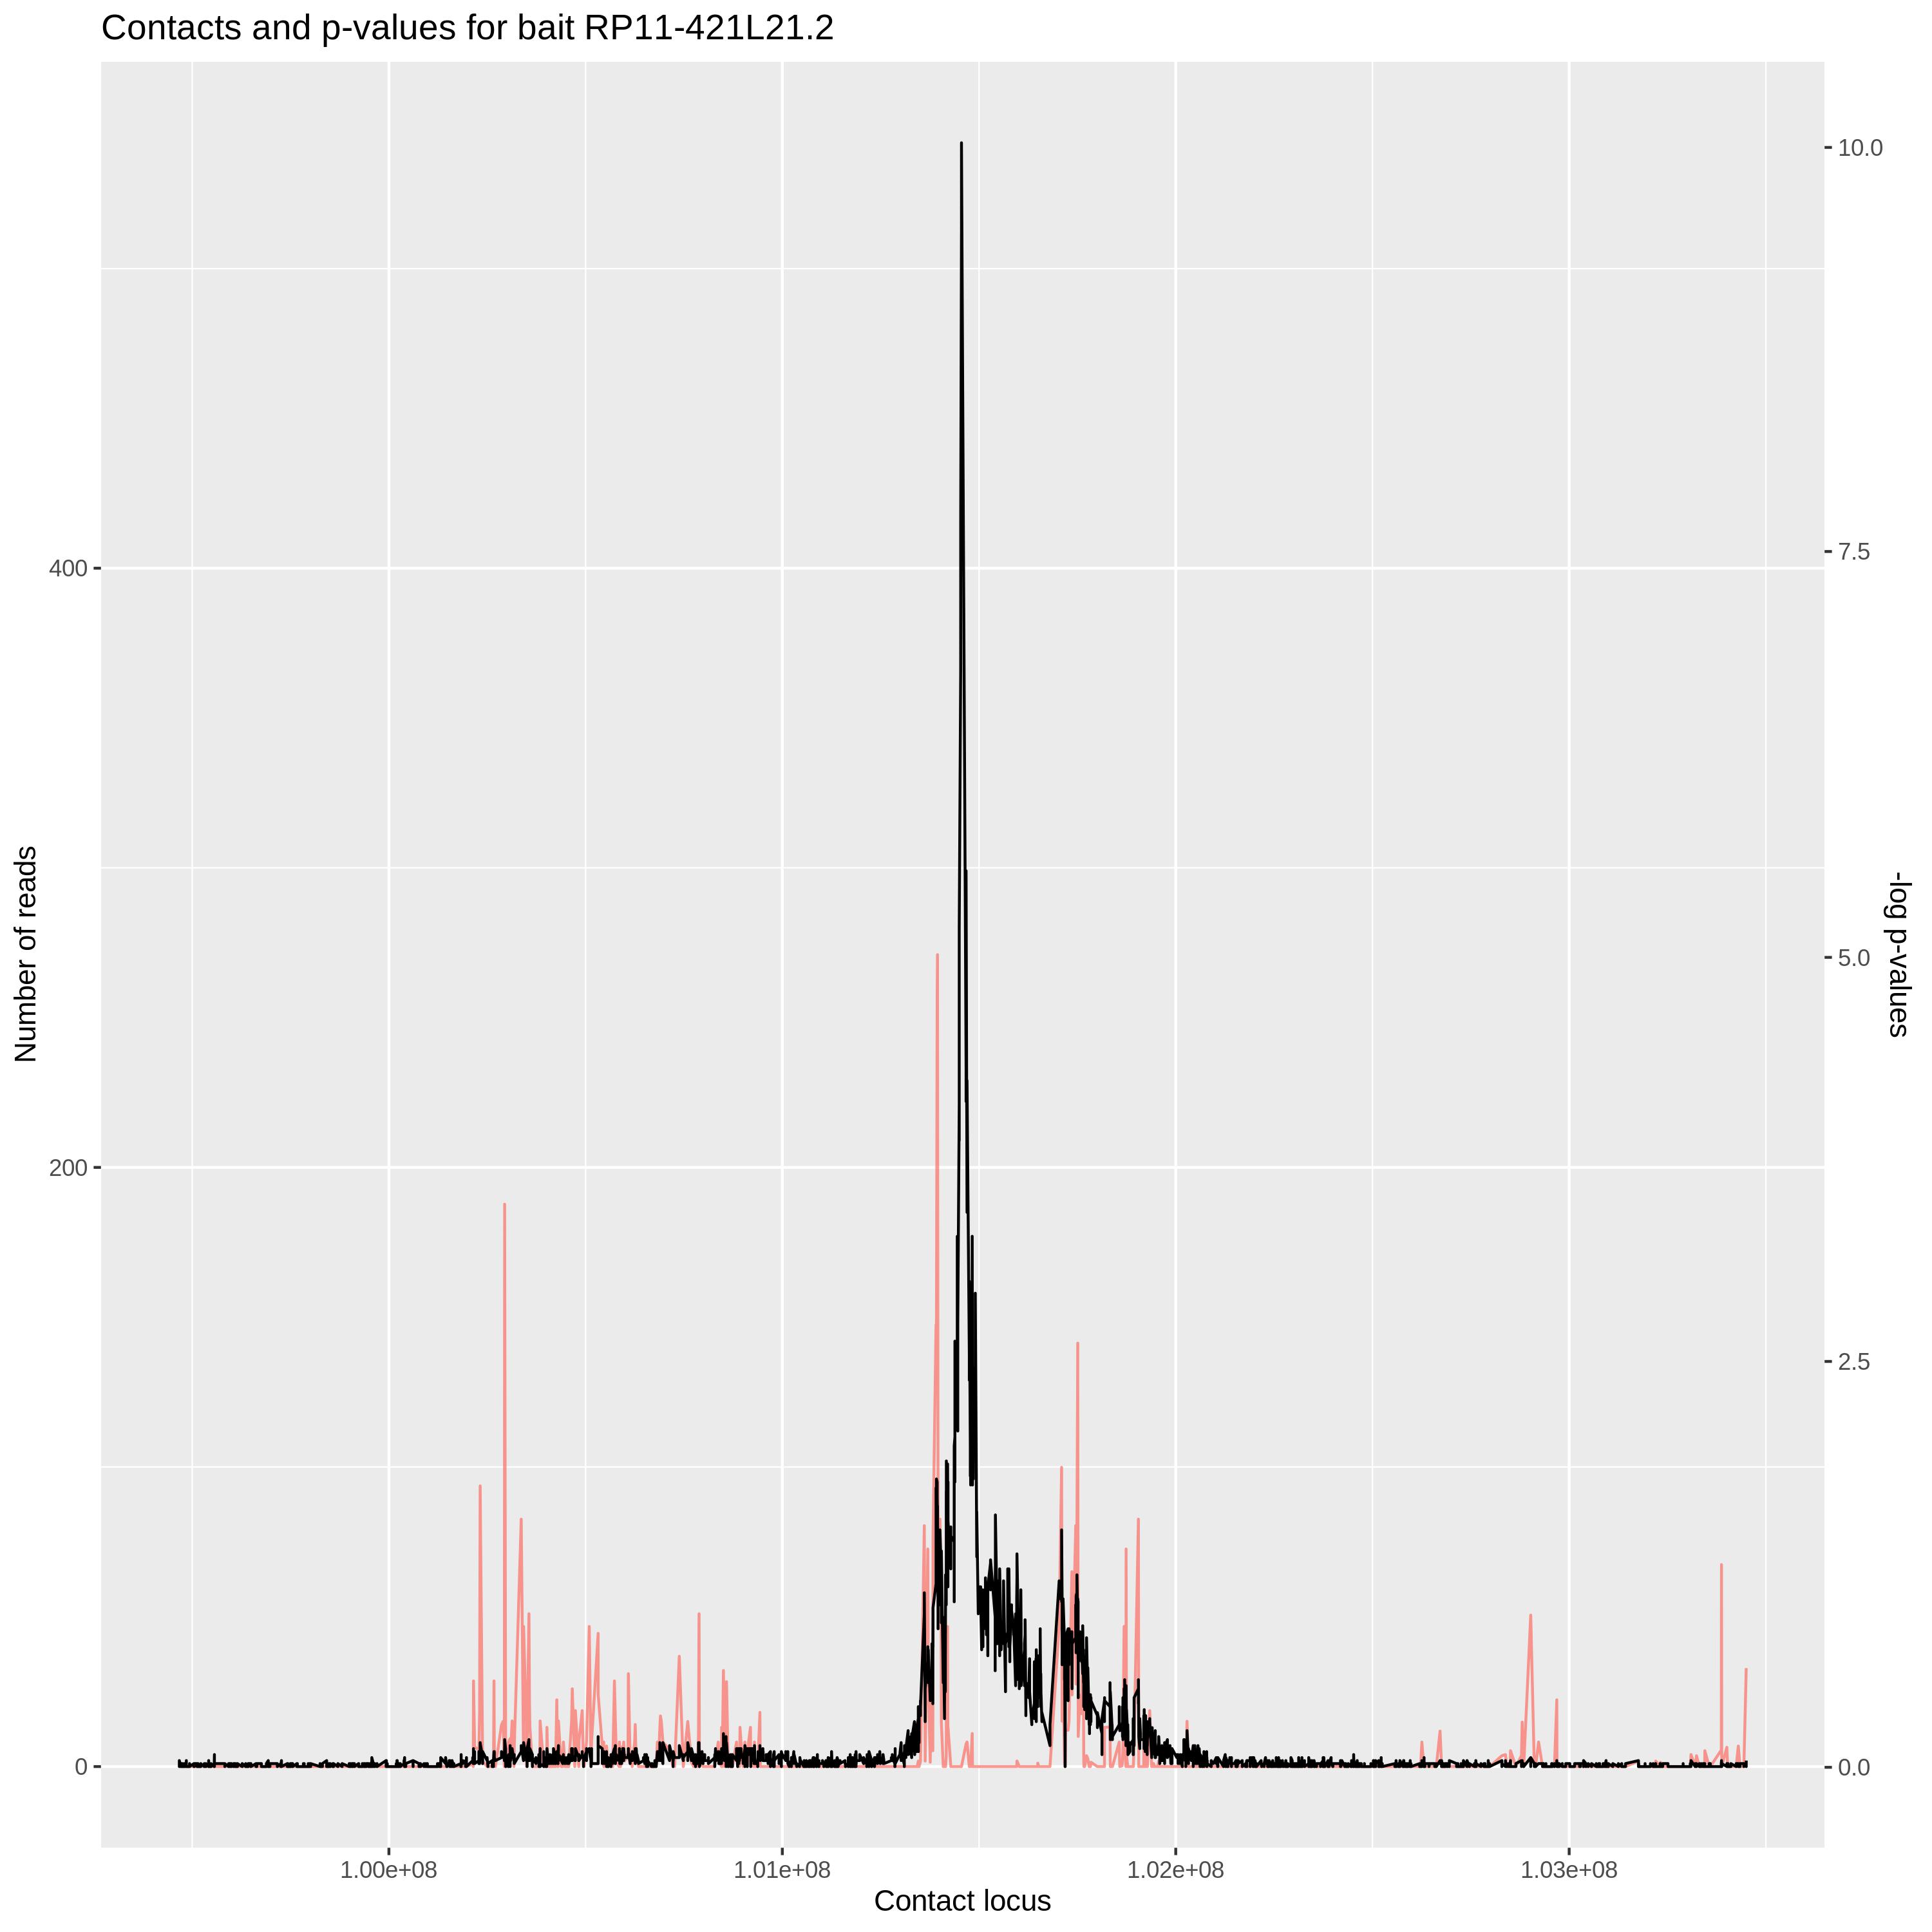 Contacts and p-values for bait RP11-421L21.2
Number of reads
400
200
0
10.0
7.5
5.0
2.5
0.0
-log p-values
1.00e+08
1.01e+08
1.02e+08
1.03e+08
Contact locus